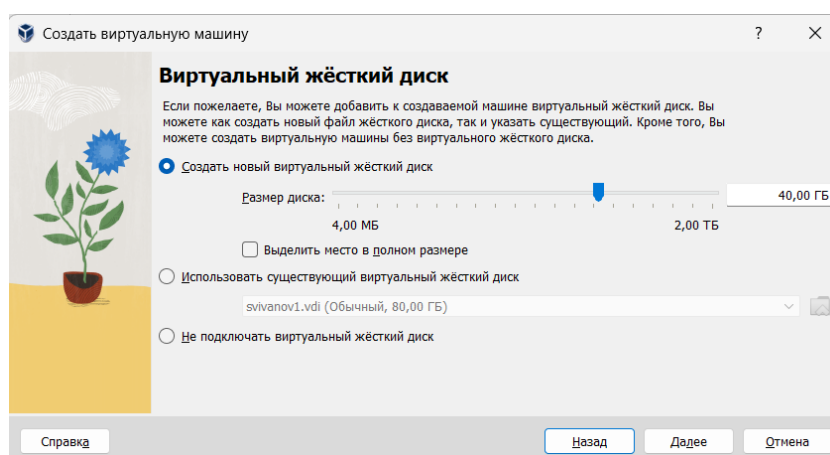 Создать виртуальную машину ?
Виртуальный жёсткий диск
Если пожелаете, Вы можете добавить к создаваемой машине виртуальный жёсткий диск. Вы
можете как создать новый файл жёсткого диска, так и указать существующий. Кроме того, Вы
можете создать виртуальную машины без виртуального жёсткого диска.
Создать новый виртуальный жёсткий диск
Размер диска: 40,00 ГБ
4,00 МБ 2,00 ТБ
Выделить место в полном размере
Использовать существующий виртуальный жёсткий диск
svivanov1.vdi (Обычный, 80,00 ГБ)
Не подключать виртуальный жёсткий диск
Справка Назад Далее Отмена